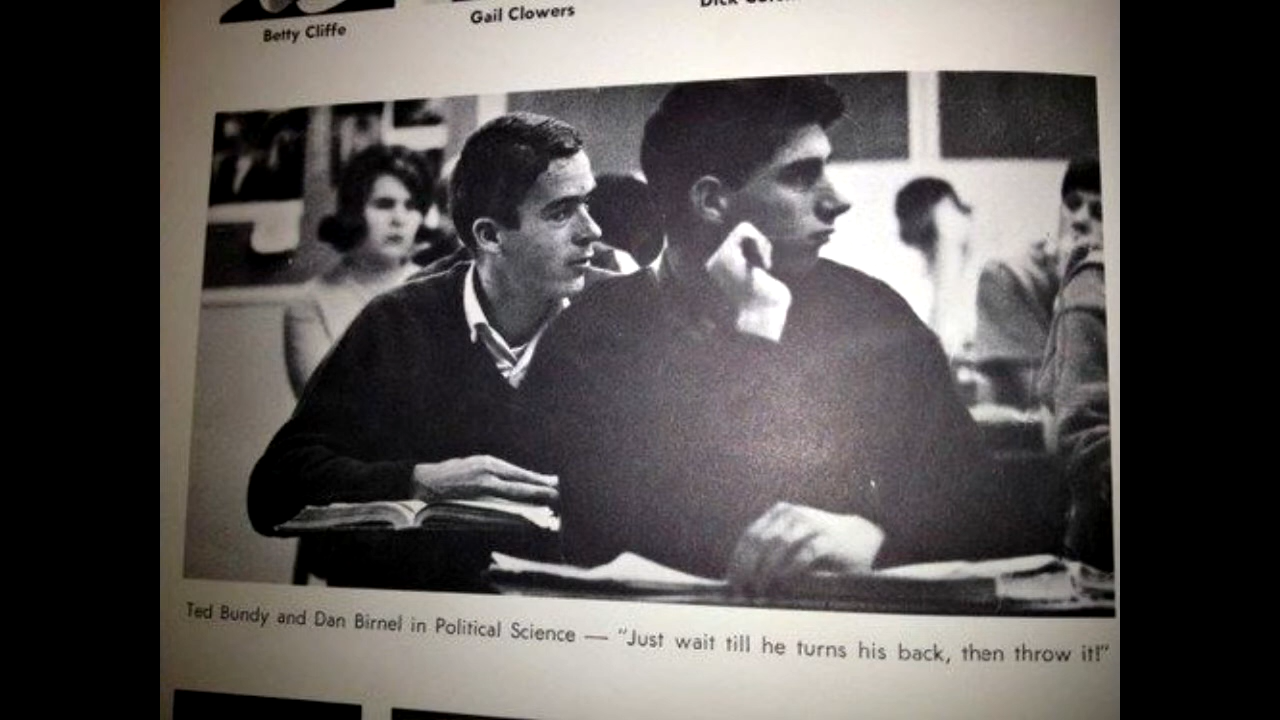 Betty Cliffe
Gail Clowers
Dick
Ted Bundy and Dan Birnel in Political Science — "Just wait till he turns his back, then throw it!"